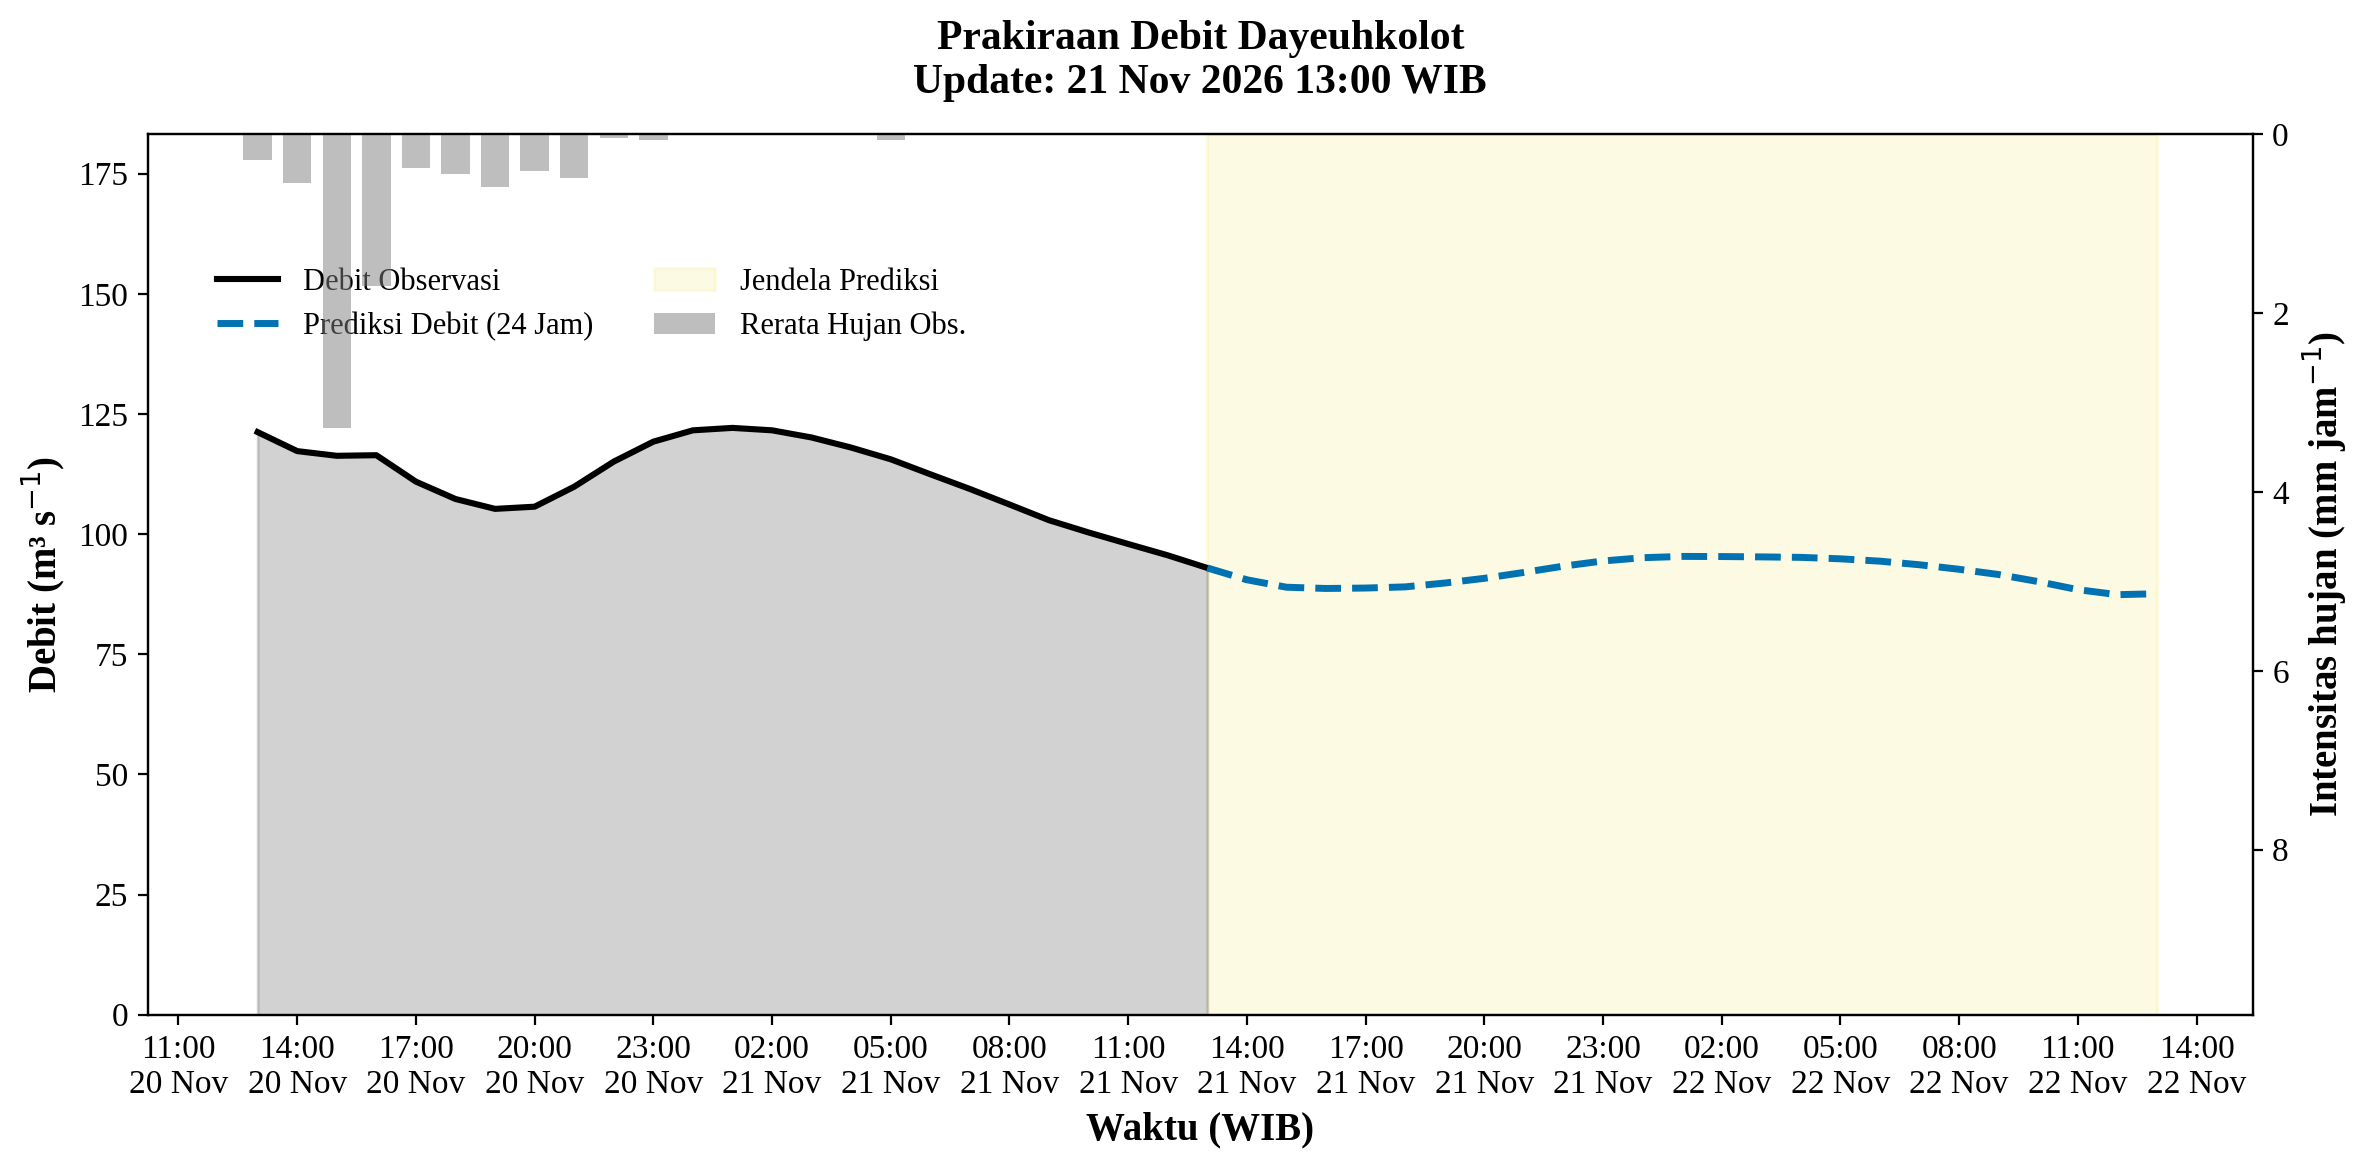 Prakiraan Debit Dayeuhkolot
Update: 21 Nov 2026 13:00 WIB
Debit (m³ s⁻¹)
175
150
125
100
75
50
25
0
Debit Observasi
Prediksi Debit (24 Jam)
Jendela Prediksi
Rerata Hujan Obs.
0
2
4
6
8
Intensitas hujan (mm jam⁻¹)
11:00 14:00 17:00 20:00 23:00 02:00 05:00 08:00 11:00 14:00 17:00 20:00 23:00 02:00 05:00 08:00 11:00 14:00
20 Nov 20 Nov 20 Nov 20 Nov 20 Nov 21 Nov 21 Nov 21 Nov 21 Nov 21 Nov 21 Nov 21 Nov 21 Nov 22 Nov 22 Nov 22 Nov 22 Nov 22 Nov
Waktu (WIB)